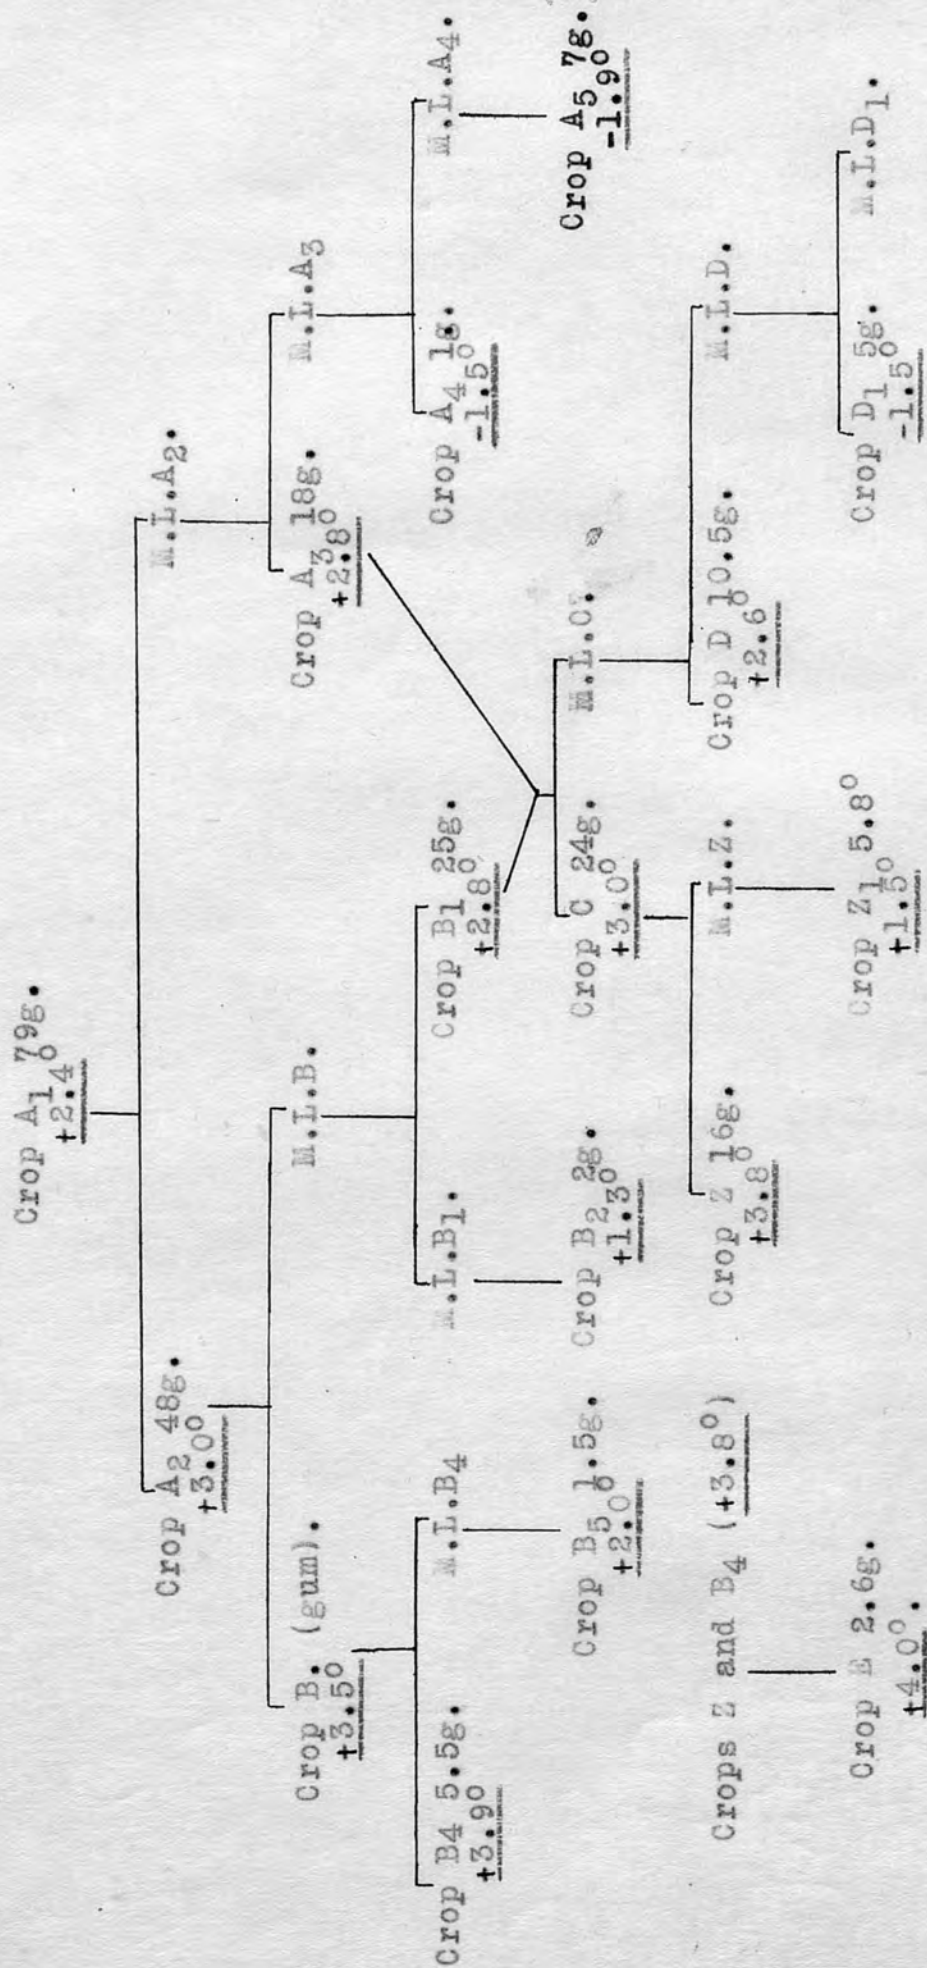 Crop A1 79g.
+2.4°
Crop A2 48g.
+3.0°
M.L.A2.
Crop B. (gum).
+3.5°
M.L.B.
Crop A3 18g.
+2.8°
M.L.A3
Crop B4 5.5g.
+3.9°
M.L.B4
M.L.B1.
Crop B1 25g.
+2.8°
Crop A4 1g.
-1.5°
M.L.A4.
Crop B5 1.5g.
+2.0°
Crop B2 2g.
+1.3°
Crop C 24g.
+3.0°
M.L.C.
Crop A5 7g.
-1.9°
Crops Z and B4 (+3.8°)
Crop Z 16g.
+3.8°
M.L.Z.
Crop D 10.5g.
+2.6°
M.L.D.
Crop E 2.6g.
+4.0°.
Crop Z1 5.8°
+1.5°
Crop D1 5g.
-1.5°
M.L.D1.